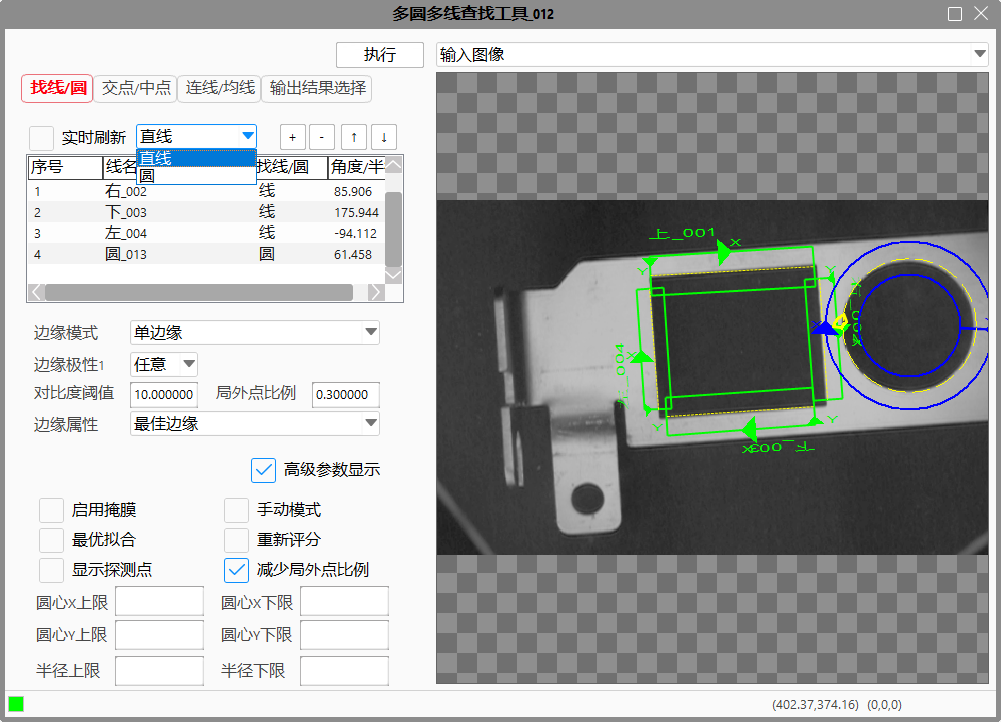 多圆多线查找工具_012
执行
输入图像
找线/圆
交点/中点
连线/均线
输出结果选择
实时刷新
直线
+
-
↑
↓
直线
圆
序号 线名 找线/圆 角度/半
1 右_002 线 85.906
2 下_003 线 175.944
3 左_004 线 -94.112
4 圆_013 圆 61.458
边缘模式 单边缘
边缘极性1 任意
对比度阈值 10.000000 局外点比例 0.300000
边缘属性 最佳边缘
高级参数显示
启用掩膜 手动模式
最优拟合 重新评分
显示探测点 减少局外点比例
圆心X上限 圆心X下限
圆心Y上限 圆心Y下限
半径上限 半径下限
上_001
X
Y
Y
X
Y
Y
下_003
X
(402.37,374.16) (0,0,0)